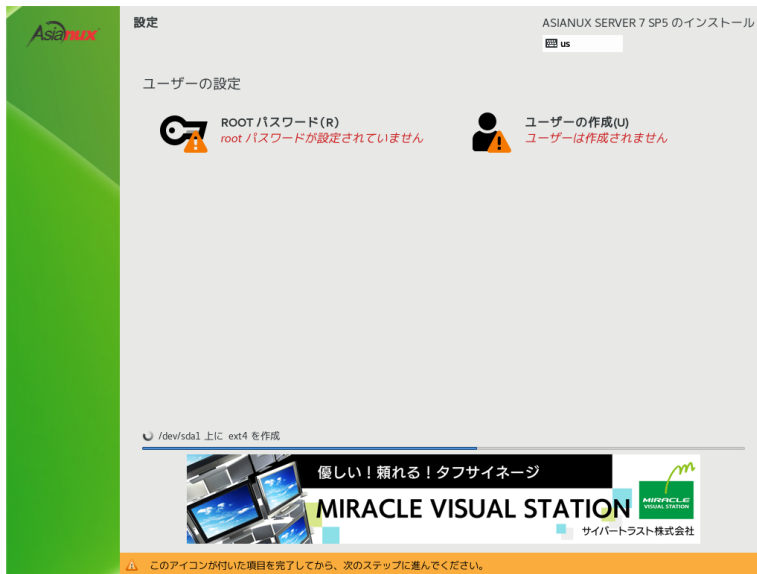 Asianux
設定
ASIANUX SERVER 7 SP5 のインストール
us
ユーザーの設定
ROOT パスワード(R)
root パスワードが設定されていません
ユーザーの作成(U)
ユーザーは作成されません
/dev/sda1 上に ext4 を作成
優しい！頼れる！タフサイネージ
MIRACLE VISUAL STATION
MIRACLE
VISUAL STATION
サイバートラスト株式会社
このアイコンが付いた項目を完了してから、次のステップに進んでください。